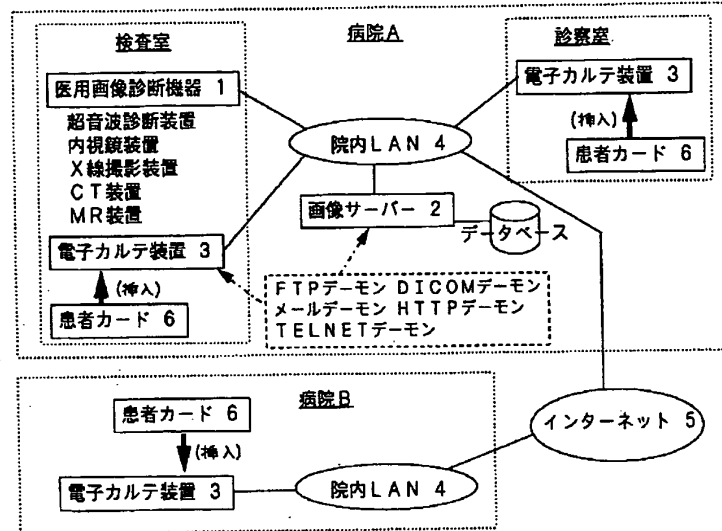 病院A
検査室
医用画像診断機器 1
超音波診断装置
内視鏡装置
X線撮影装置
CT装置
MR装置
電子カルテ装置 3
(挿入)
患者カード 6
院内LAN 4
画像サーバー 2
データベース
FTPデーモン DICOMデーモン
メールデーモン HTTPデーモン
TELNETデーモン
診察室
電子カルテ装置 3
(挿入)
患者カード 6
病院B
患者カード 6
(挿入)
電子カルテ装置 3
院内LAN 4
インターネット 5